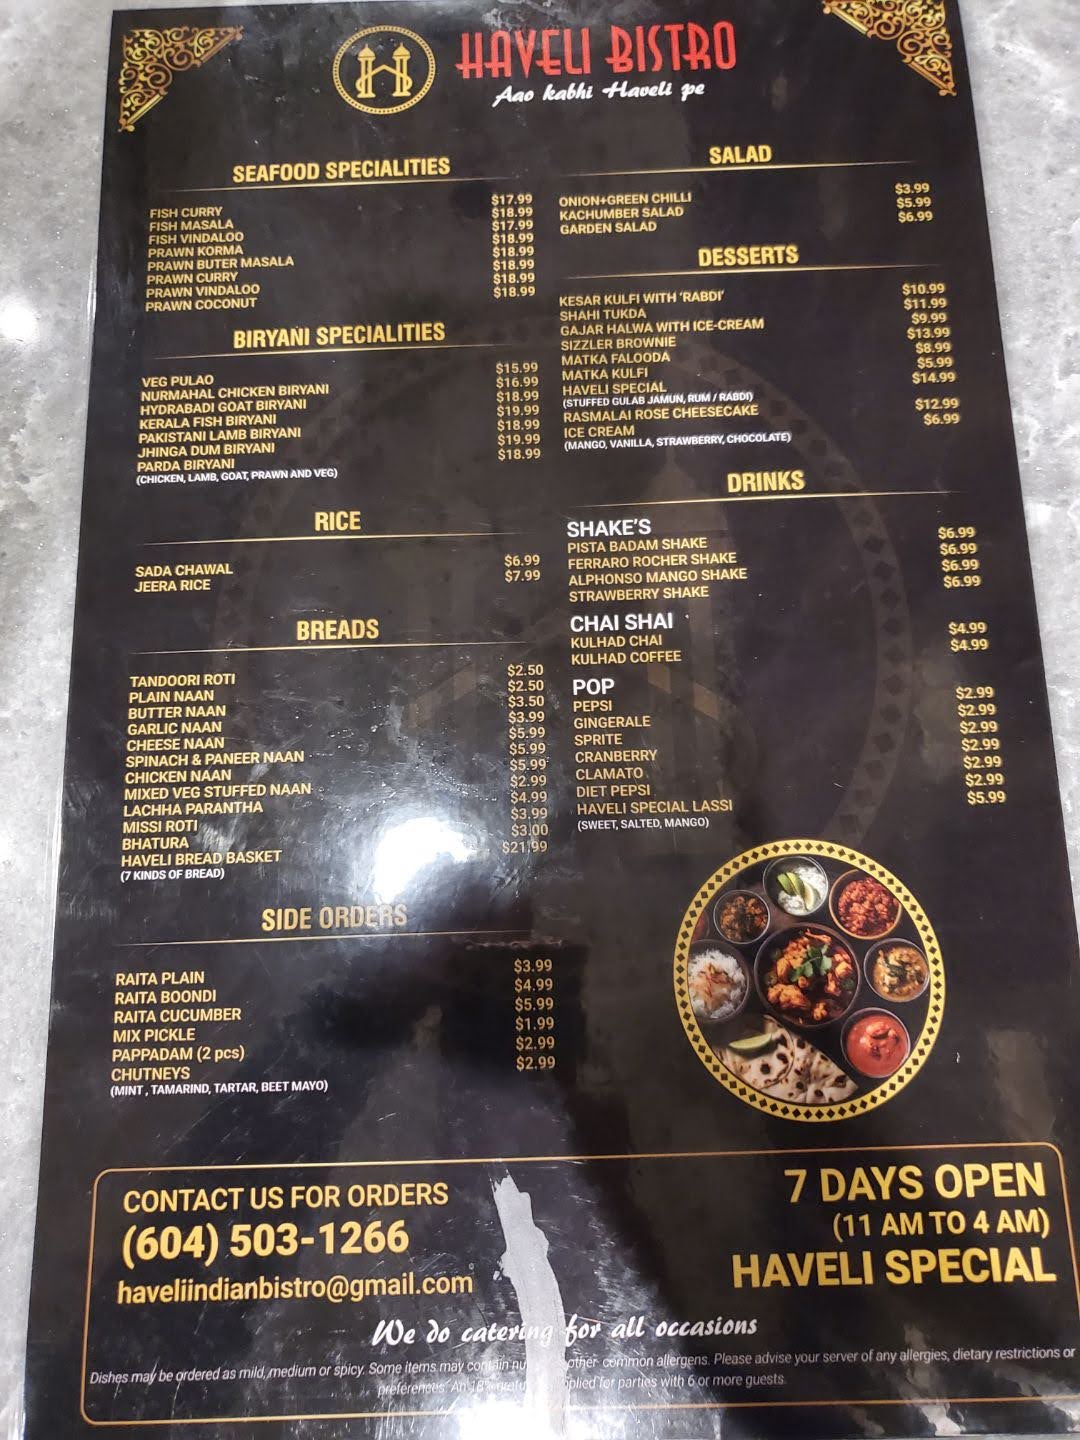 HAVELI BISTRO
Aao kabhi Haveli pe
SEAFOOD SPECIALITIES
FISH CURRY $17.99
FISH MASALA $18.99
FISH VINDALOO $17.99
PRAWN KORMA $18.99
PRAWN BUTER MASALA $18.99
PRAWN CURRY $18.99
PRAWN VINDALOO $18.99
PRAWN COCONUT $18.99
BIRYANI SPECIALITIES
VEG PULAO $15.99
NURMAHAL CHICKEN BIRYANI $16.99
HYDRABADI GOAT BIRYANI $18.99
KERALA FISH BIRYANI $19.99
PAKISTANI LAMB BIRYANI $18.99
JHINGA DUM BIRYANI $19.99
PARDA BIRYANI $18.99
(CHICKEN, LAMB, GOAT, PRAWN AND VEG)
RICE
SADA CHAWAL $6.99
JEERA RICE $7.99
BREADS
TANDOORI ROTI $2.50
PLAIN NAAN $2.50
BUTTER NAAN $3.50
GARLIC NAAN $3.99
CHEESE NAAN $5.99
SPINACH & PANEER NAAN $5.99
CHICKEN NAAN $5.99
MIXED VEG STUFFED NAAN $2.99
LACHHA PARANTHA $4.99
MISSI ROTI $3.99
BHATURA $3.00
HAVELI BREAD BASKET $21.99
(7 KINDS OF BREAD)
SIDE ORDERS
RAITA PLAIN $3.99
RAITA BOONDI $4.99
RAITA CUCUMBER $5.99
MIX PICKLE $1.99
PAPPADAM (2 pcs) $2.99
CHUTNEYS $2.99
(MINT , TAMARIND, TARTAR, BEET MAYO)
SALAD
ONION+GREEN CHILLI $3.99
KACHUMBER SALAD $5.99
GARDEN SALAD $6.99
DESSERTS
KESAR KULFI WITH 'RABDI' $10.99
SHAHI TUKDA $11.99
GAJAR HALWA WITH ICE-CREAM $9.99
SIZZLER BROWNIE $13.99
MATKA FALOODA $8.99
MATKA KULFI $5.99
HAVELI SPECIAL $14.99
(STUFFED GULAB JAMUN, RUM / RABDI)
RASMALAI ROSE CHEESECAKE $12.99
ICE CREAM $6.99
(MANGO, VANILLA, STRAWBERRY, CHOCOLATE)
DRINKS
SHAKE'S
PISTA BADAM SHAKE $6.99
FERRARO ROCHER SHAKE $6.99
ALPHONSO MANGO SHAKE $6.99
STRAWBERRY SHAKE $6.99
CHAI SHAI
KULHAD CHAI $4.99
KULHAD COFFEE $4.99
POP
PEPSI $2.99
GINGERALE $2.99
SPRITE $2.99
CRANBERRY $2.99
CLAMATO $2.99
DIET PEPSI $2.99
HAVELI SPECIAL LASSI $5.99
(SWEET, SALTED, MANGO)
CONTACT US FOR ORDERS
(604) 503-1266
haveliindianbistro@gmail.com
7 DAYS OPEN
(11 AM TO 4 AM)
HAVELI SPECIAL
We do catering for all occasions
Dishes may be ordered as mild, medium or spicy. Some items may contain other common allergens. Please advise your server of any allergies, dietary restrictions or
preferences. An 18% for parties with 6 or more guests.